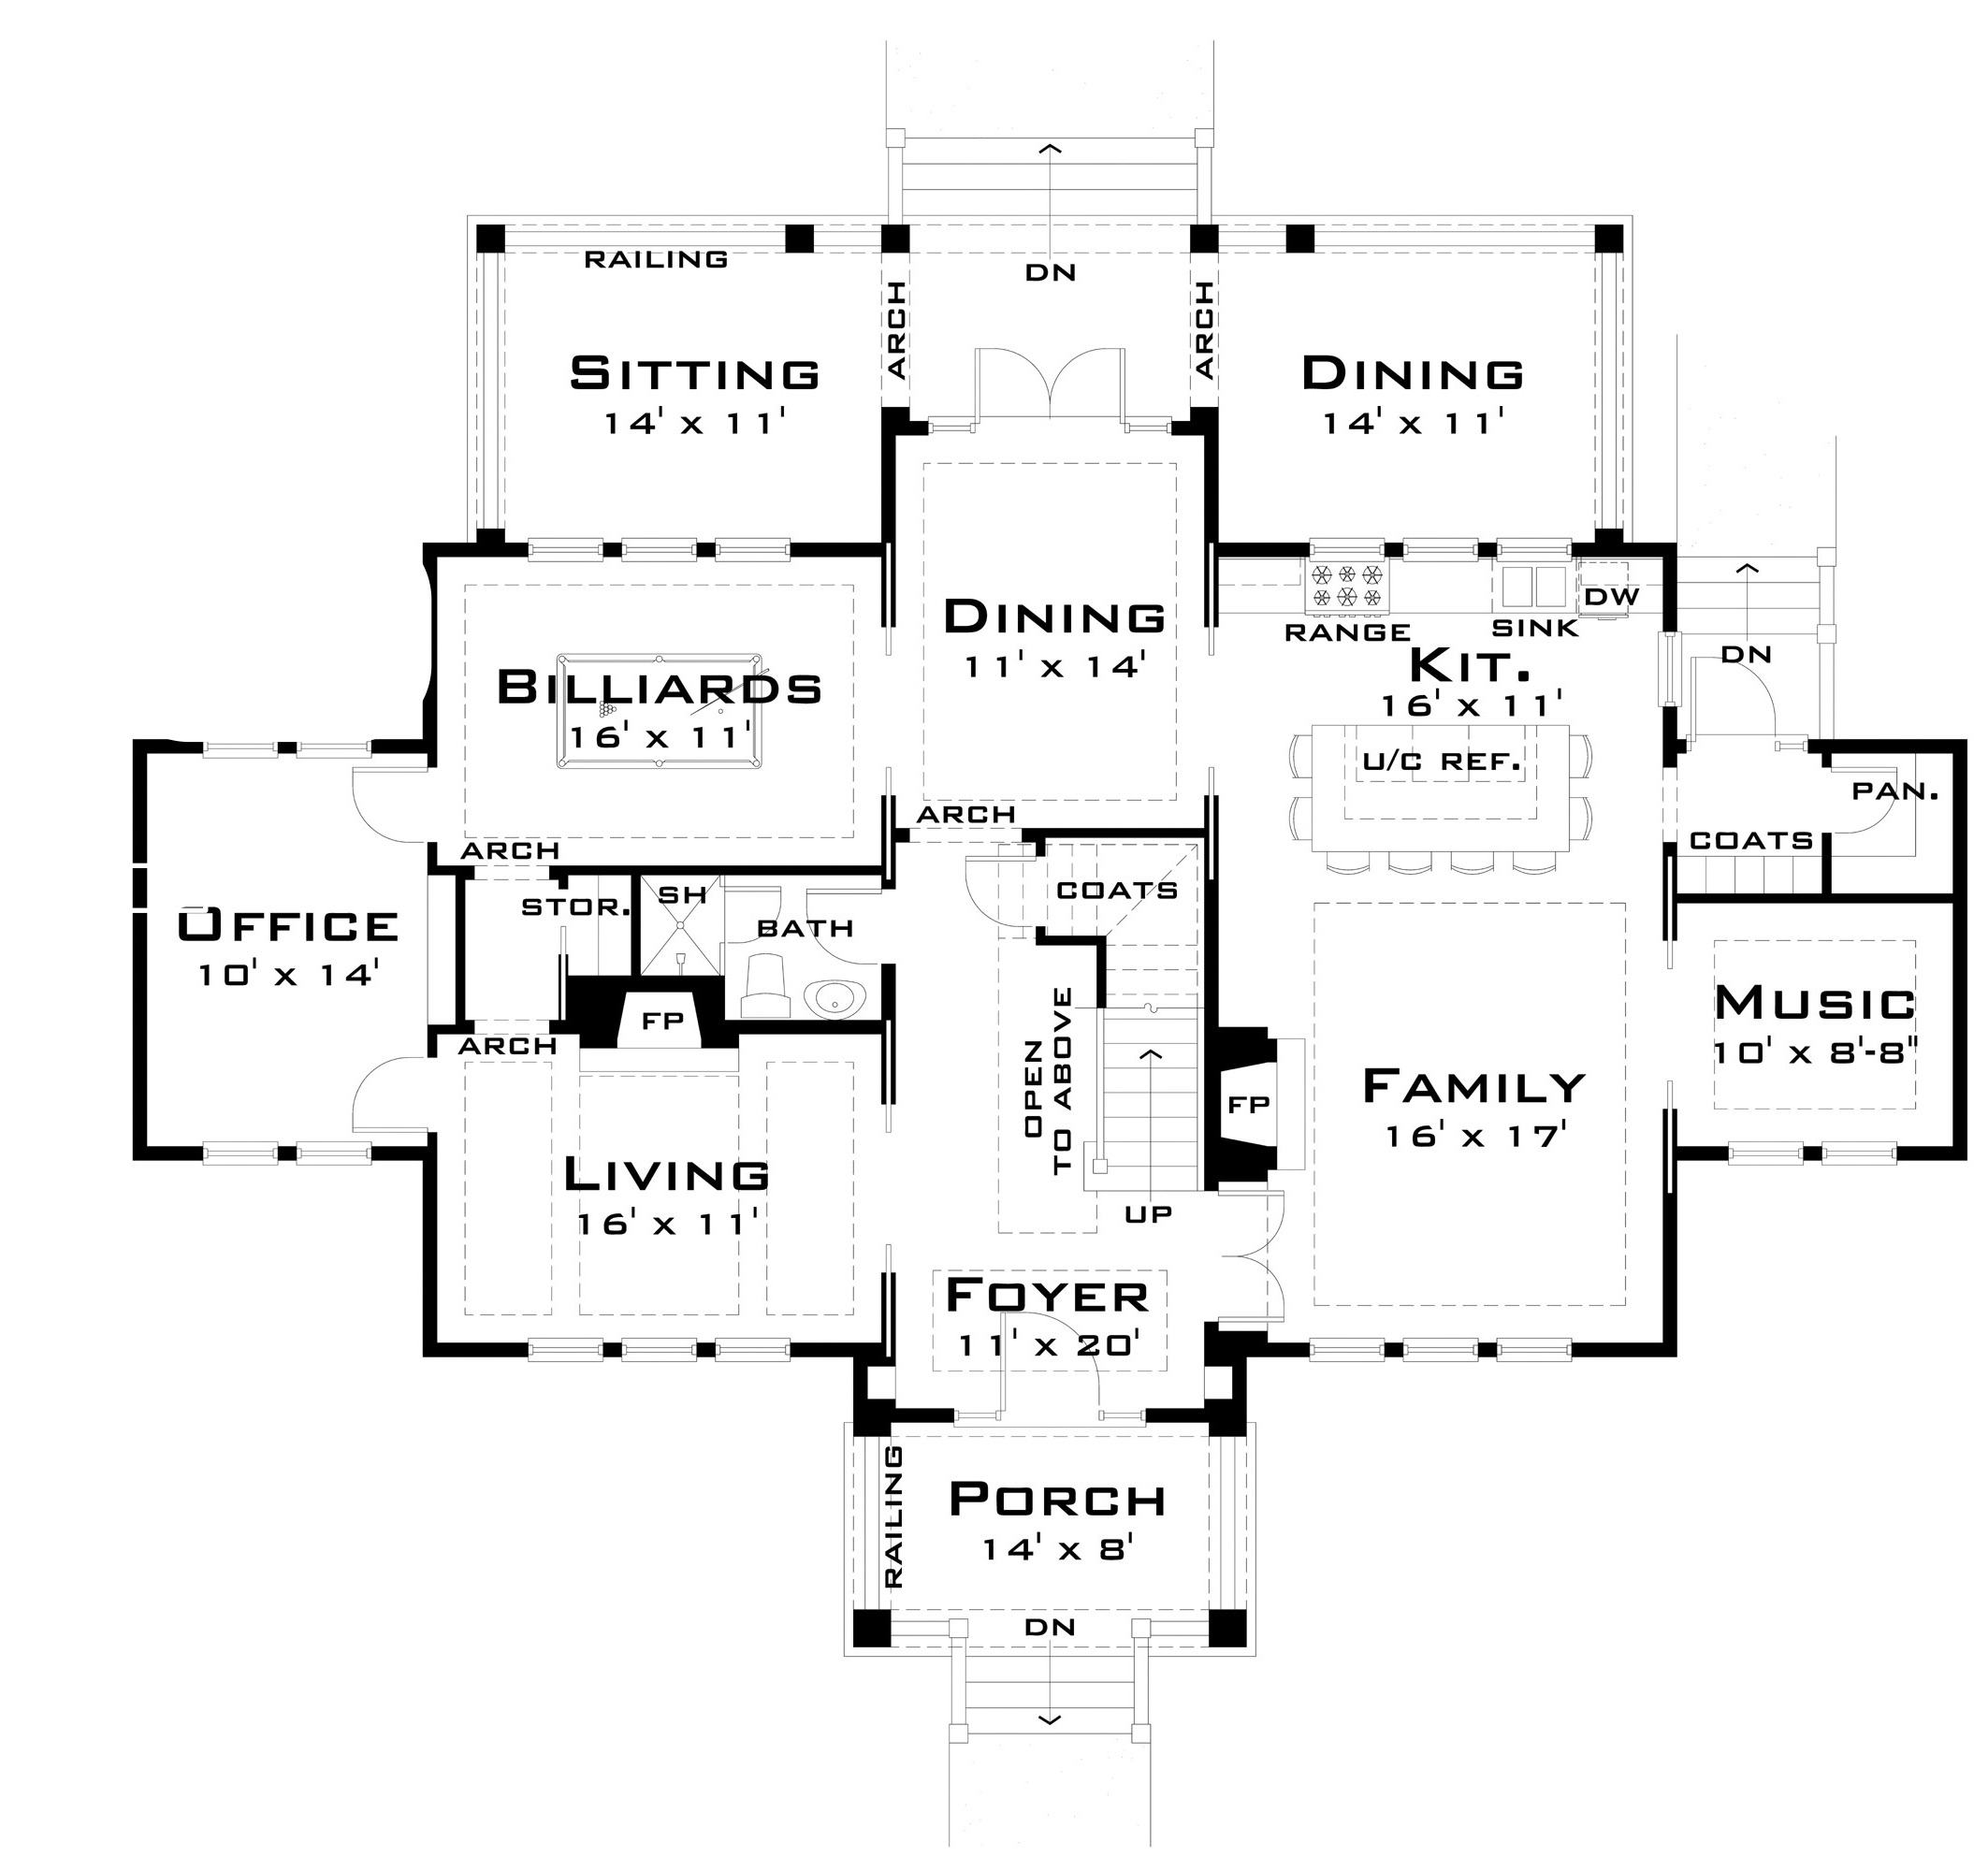 DN
RAILING
ARCH
ARCH
SITTING
14' x 11'
DINING
14' x 11'
DINING
11' x 14'
RANGE
SINK
DW
KIT.
16' x 11'
DN
BILLIARDS
16' x 11'
U/C REF.
PAN.
COATS
ARCH
ARCH
STOR.
SH
BATH
COATS
OFFICE
10' x 14'
FP
ARCH
OPEN
TO ABOVE
MUSIC
10' x 8'-8"
FAMILY
16' x 17'
FP
LIVING
16' x 11'
UP
FOYER
11' x 20'
PORCH
14' x 8'
RAILING
DN